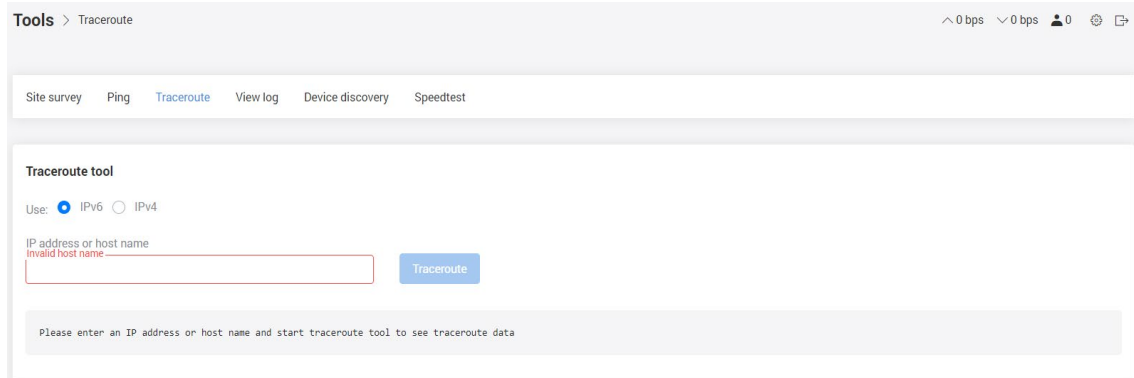 Tools > Traceroute
0 bps 0 bps 0
Site survey Ping Traceroute View log Device discovery Speedtest
Traceroute tool
Use: IPv6 IPv4
IP address or host name
Invalid host name
Traceroute
Please enter an IP address or host name and start traceroute tool to see traceroute data